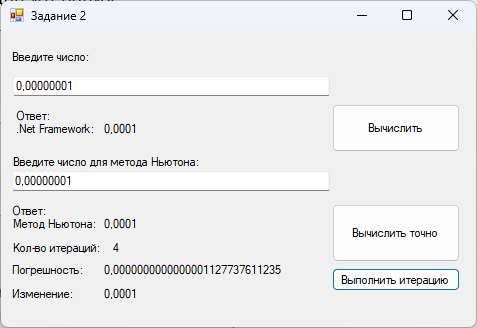 Задание 2
Введите число:
0,00000001
Ответ:
.Net Framework: 0,0001
Вычислить
Введите число для метода Ньютона:
0,00000001
Ответ:
Метод Ньютона: 0,0001
Вычислить точно
Кол-во итераций: 4
Погрешность: 0,0000000000000001127737611235
Выполнить итерацию
Изменение: 0,0001